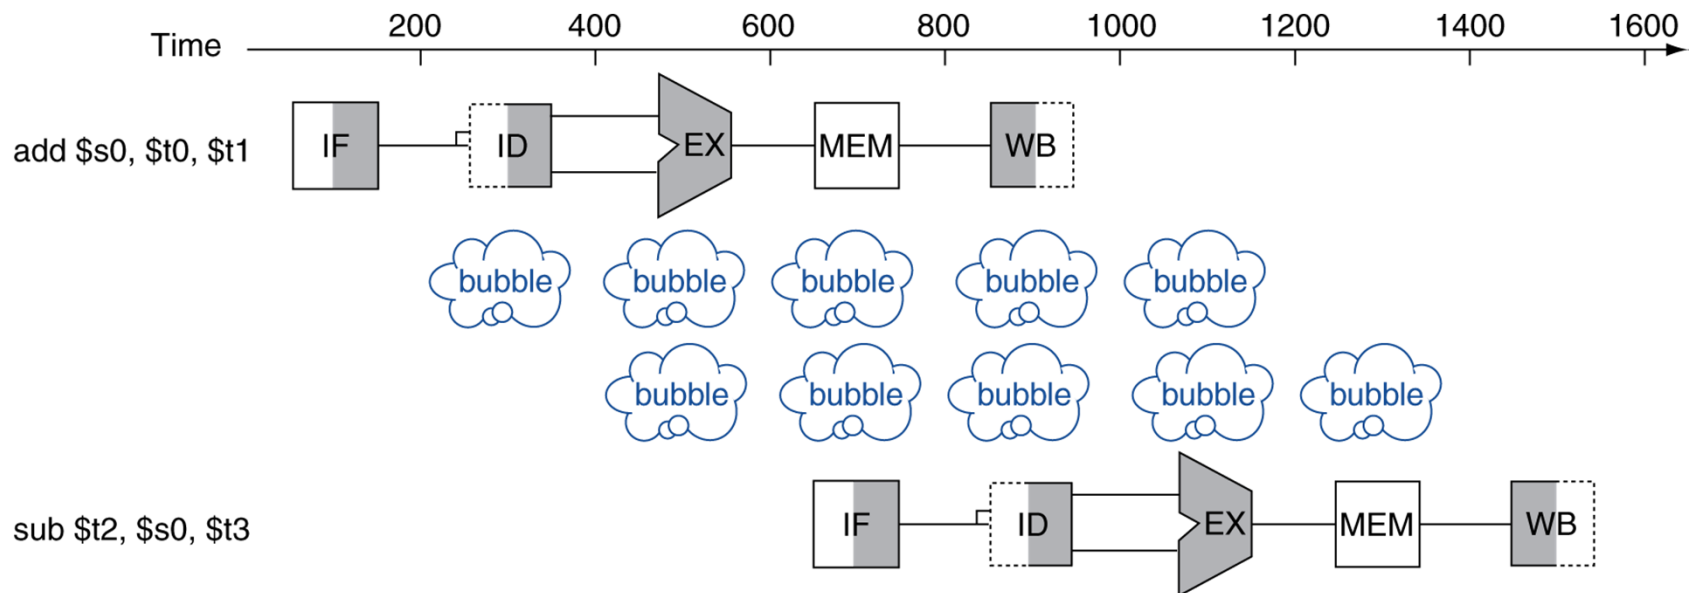 200 400 600 800 1000 1200 1400 1600
Time
add $s0, $t0, $t1 IF ID EX MEM WB
bubble bubble bubble bubble bubble
bubble bubble bubble bubble bubble
sub $t2, $s0, $t3 IF ID EX MEM WB